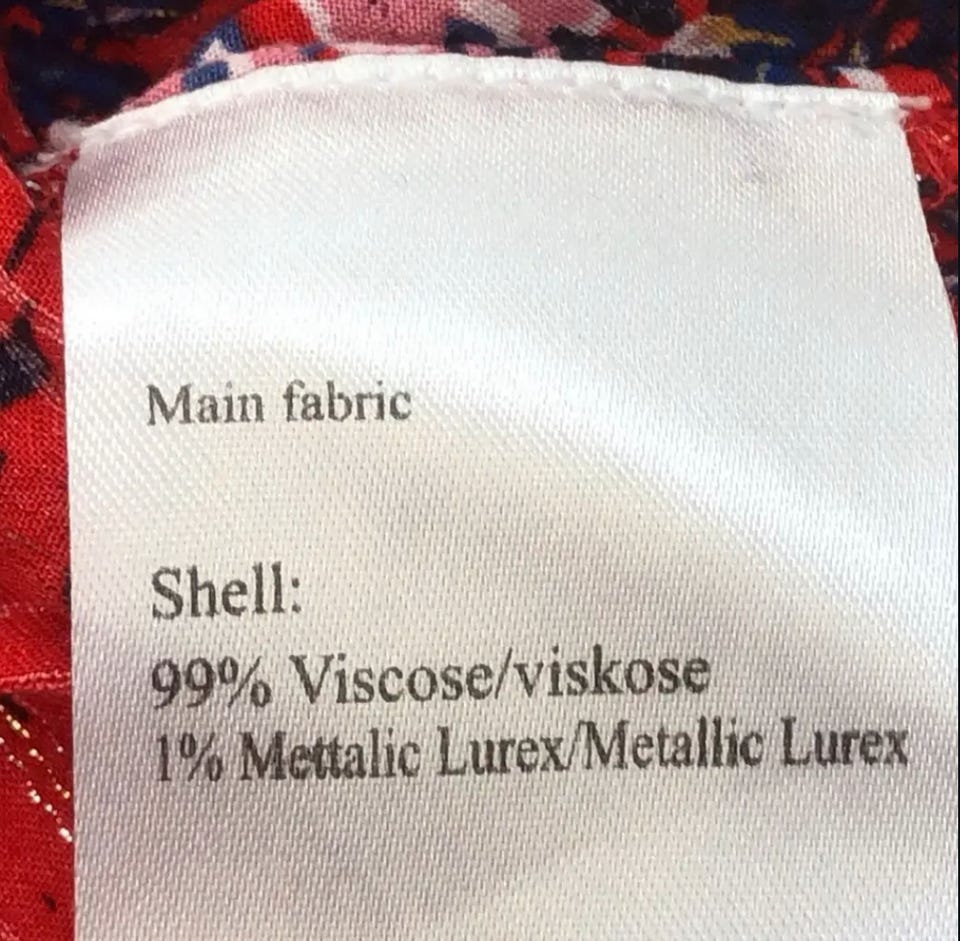 Main fabric
Shell:
99% Viscose/viskose
1% Mettalic Lurex/Metallic Lurex